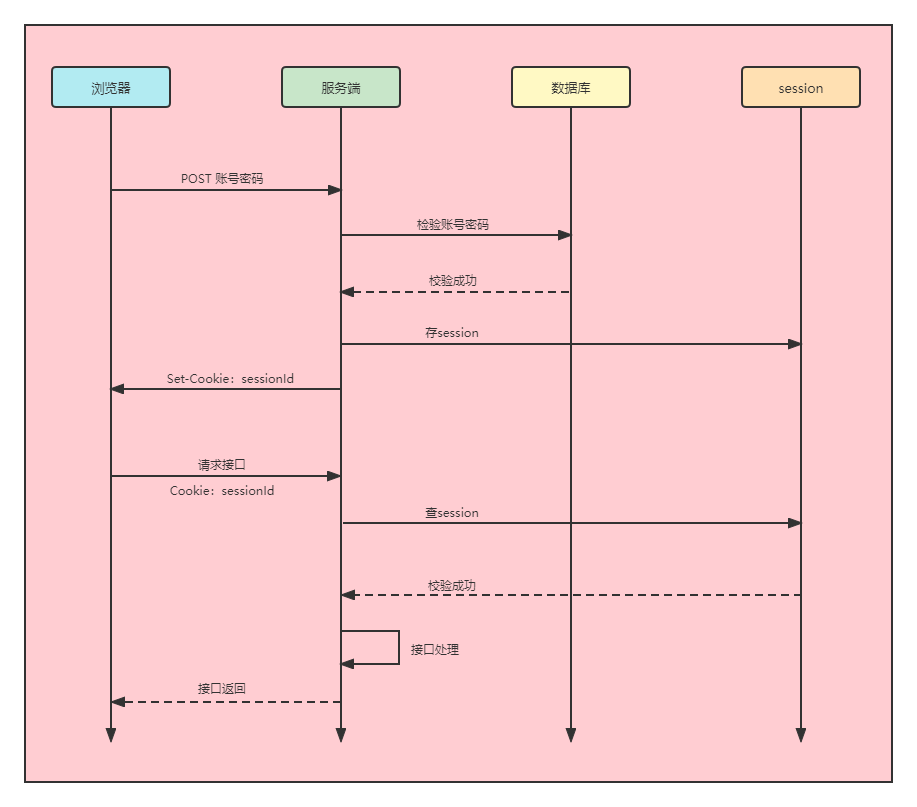 浏览器
服务端
数据库
session
POST 账号密码
检验账号密码
校验成功
存session
Set-Cookie：sessionId
请求接口
Cookie：sessionId
查session
校验成功
接口处理
接口返回